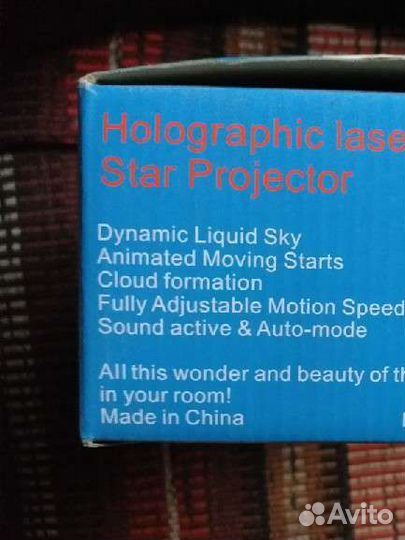 Holographic lase
Star Projector
Dynamic Liquid Sky
Animated Moving Starts
Cloud formation
Fully Adjustable Motion Speed
Sound active & Auto-mode
All this wonder and beauty of th
in your room!
Made in China
Avito